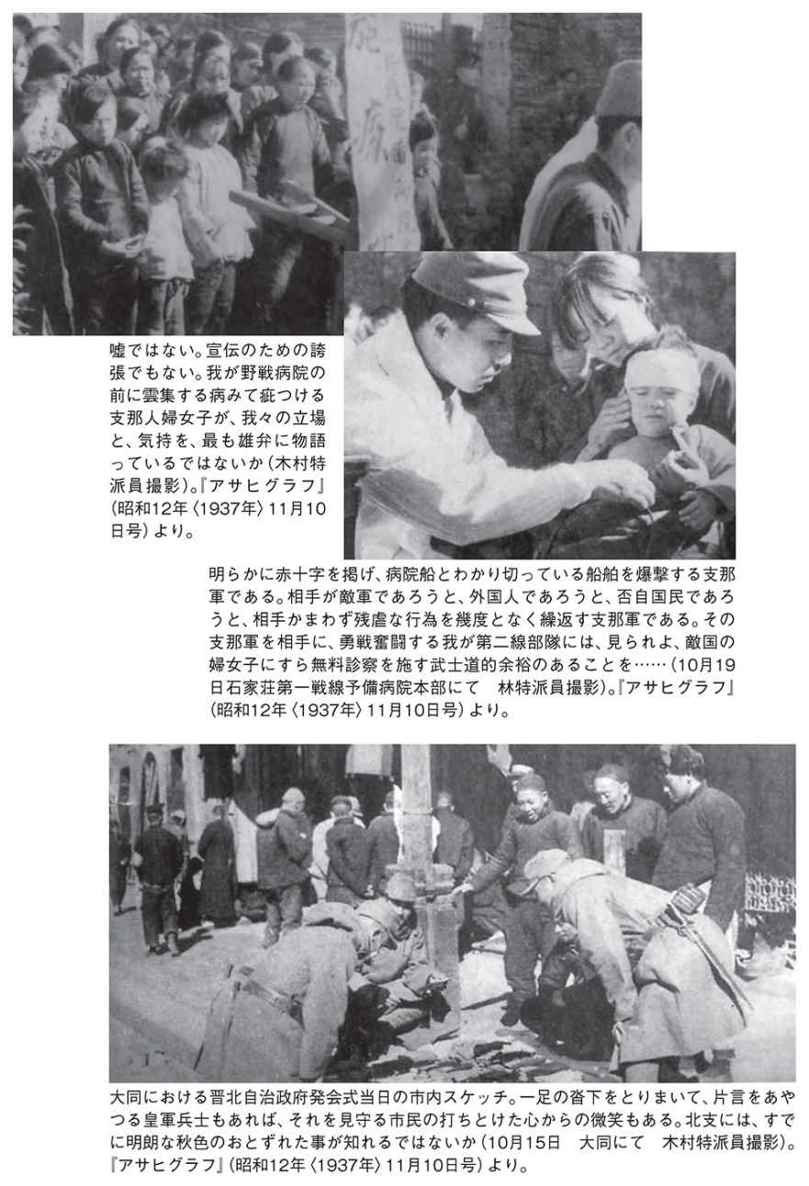 嘘ではない。宣伝のための誇
張でもない。我が野戦病院の
前に雲集する病みて疵つける
支那人婦女子が、我々の立場
と、気持を、最も雄弁に物語
っているではないか（木村特
派員撮影）。『アサヒグラフ』
（昭和12年〈1937年〉11月10
日号）より。
明らかに赤十字を掲げ、病院船とわかり切っている船舶を爆撃する支那
軍である。相手が敵軍であろうと、外国人であろうと、否自国民であろ
うと、相手かまわず残虐な行為を幾度となく繰返す支那軍である。その
支那軍を相手に、勇戦奮闘する我が第二線部隊には、見られよ、敵国の
婦女子にすら無料診察を施す武士道的余裕のあることを……（10月19
日石家荘第一戦線予備病院本部にて　林特派員撮影）。『アサヒグラフ』
（昭和12年〈1937年〉11月10日号）より。
大同における晋北自治政府発会式当日の市内スケッチ。一足の沓下をとりまいて、片言をあや
つる皇軍兵士もあれば、それを見守る市民の打ちとけた心からの微笑もある。北支には、すで
に明朗な秋色のおとずれた事が知れるではないか（10月15日　大同にて　木村特派員撮影）。
『アサヒグラフ』（昭和12年〈1937年〉11月10日号）より。